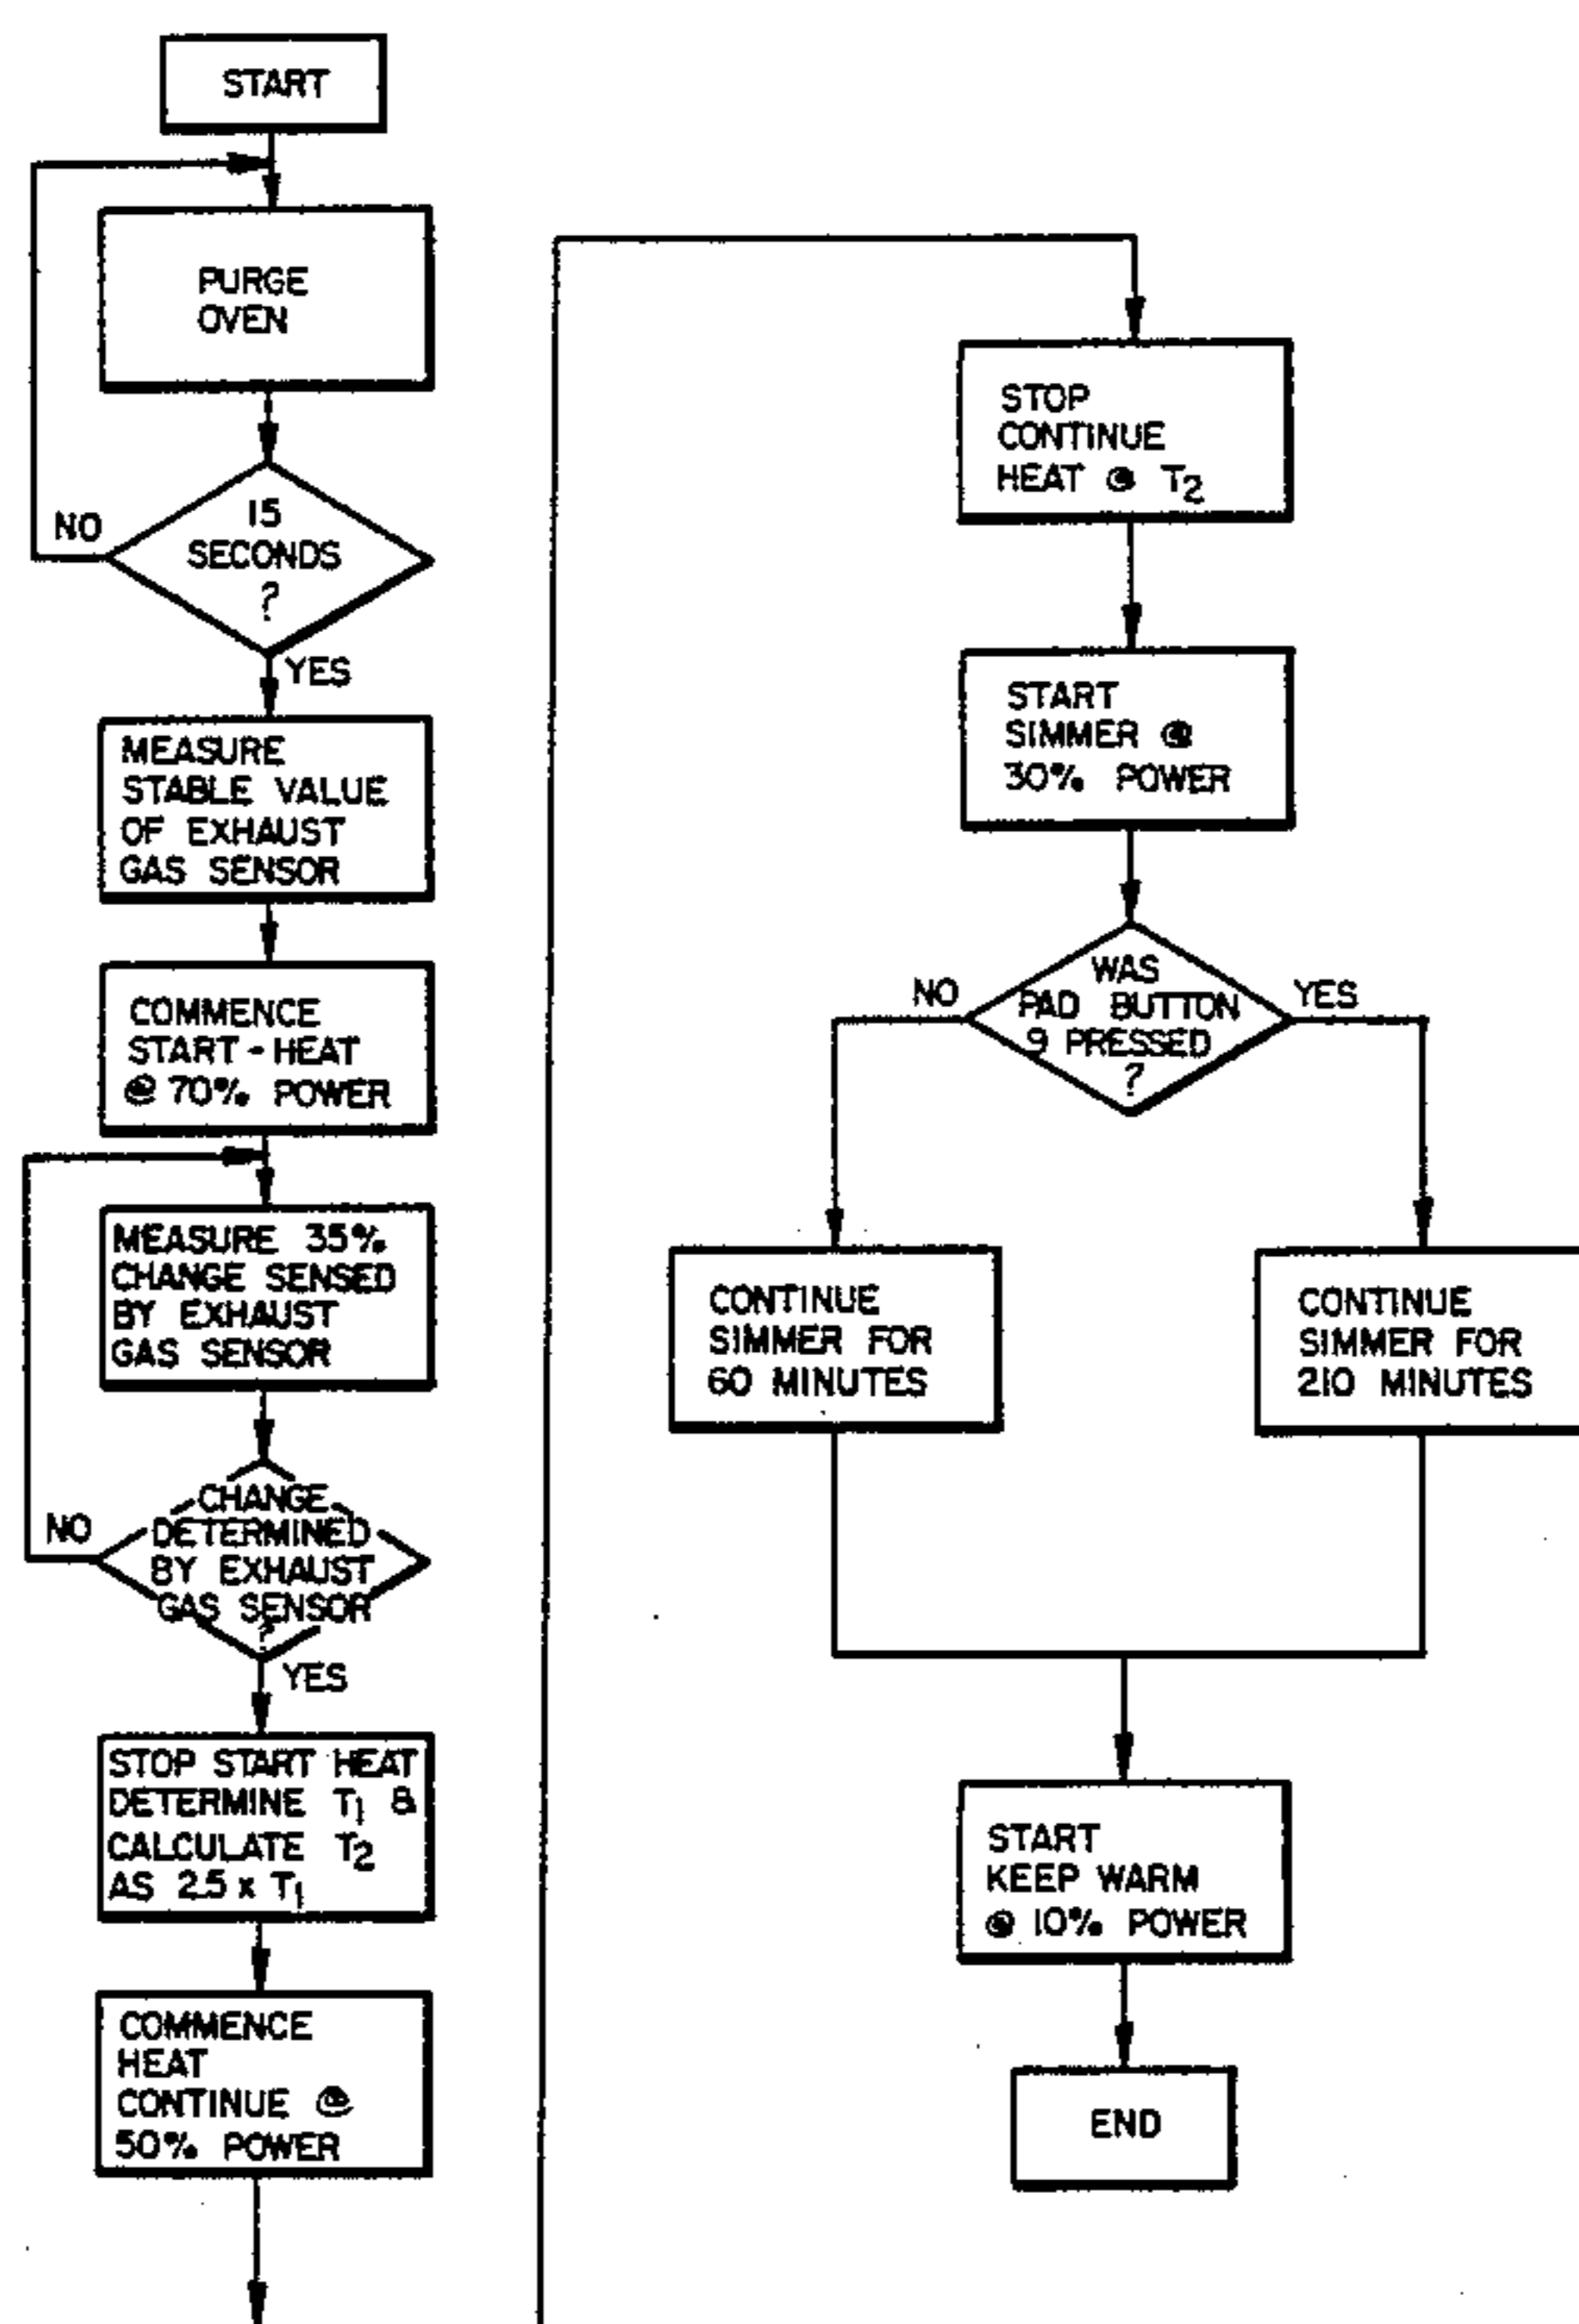 START
PURGE
OVEN
15
SECONDS
?
NO
YES
MEASURE
STABLE VALUE
OF EXHAUST
GAS SENSOR
COMMENCE
START-HEAT
@ 70% POWER
MEASURE 35%
CHANGE SENSED
BY EXHAUST
GAS SENSOR
CHANGE
DETERMINED
BY EXHAUST
GAS SENSOR
?
NO
YES
STOP START HEAT
DETERMINE T1 &
CALCULATE T2
AS 2.5 x T1
COMMENCE
HEAT
CONTINUE @
50% POWER
STOP
CONTINUE
HEAT @ T2
START
SIMMER @
30% POWER
WAS
PAD BUTTON
9 PRESSED
?
NO
YES
CONTINUE
SIMMER FOR
60 MINUTES
CONTINUE
SIMMER FOR
210 MINUTES
START
KEEP WARM
@ 10% POWER
END